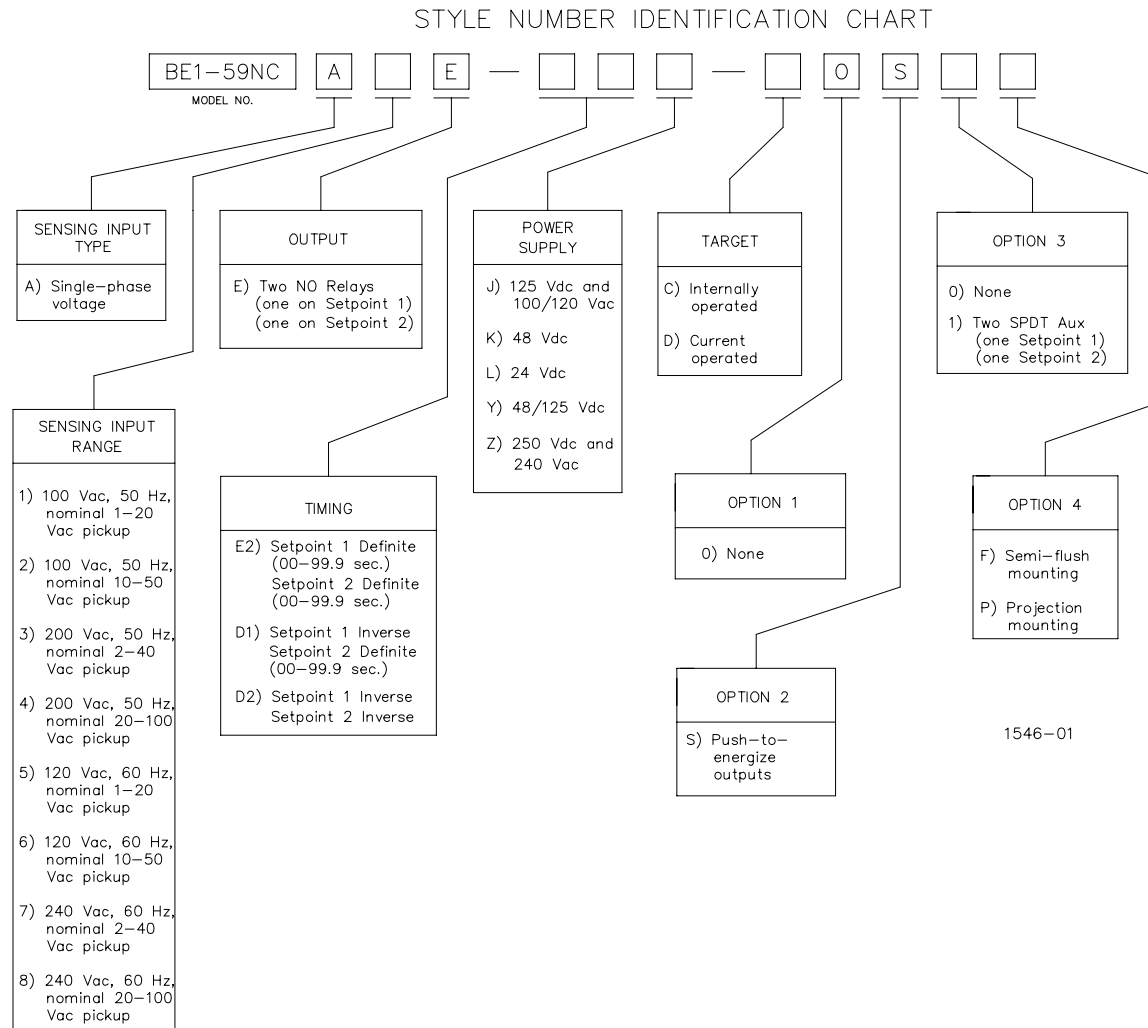 STYLE NUMBER IDENTIFICATION CHART
BE1-59NC A E - - O S
MODEL NO.
SENSING INPUT
TYPE
A) Single-phase
voltage
OUTPUT
E) Two NO Relays
(one on Setpoint 1)
(one on Setpoint 2)
POWER
SUPPLY
J) 125 Vdc and
100/120 Vac
K) 48 Vdc
L) 24 Vdc
Y) 48/125 Vdc
Z) 250 Vdc and
240 Vac
TARGET
C) Internally
operated
D) Current
operated
OPTION 3
0) None
1) Two SPDT Aux
(one Setpoint 1)
(one Setpoint 2)
SENSING INPUT
RANGE
1) 100 Vac, 50 Hz,
nominal 1-20
Vac pickup
2) 100 Vac, 50 Hz,
nominal 10-50
Vac pickup
3) 200 Vac, 50 Hz,
nominal 2-40
Vac pickup
4) 200 Vac, 50 Hz,
nominal 20-100
Vac pickup
5) 120 Vac, 60 Hz,
nominal 1-20
Vac pickup
6) 120 Vac, 60 Hz,
nominal 10-50
Vac pickup
7) 240 Vac, 60 Hz,
nominal 2-40
Vac pickup
8) 240 Vac, 60 Hz,
nominal 20-100
Vac pickup
TIMING
E2) Setpoint 1 Definite
(00-99.9 sec.)
Setpoint 2 Definite
(00-99.9 sec.)
D1) Setpoint 1 Inverse
Setpoint 2 Definite
(00-99.9 sec.)
D2) Setpoint 1 Inverse
Setpoint 2 Inverse
OPTION 1
0) None
OPTION 4
F) Semi-flush
mounting
P) Projection
mounting
OPTION 2
S) Push-to-
energize
outputs
1546-01